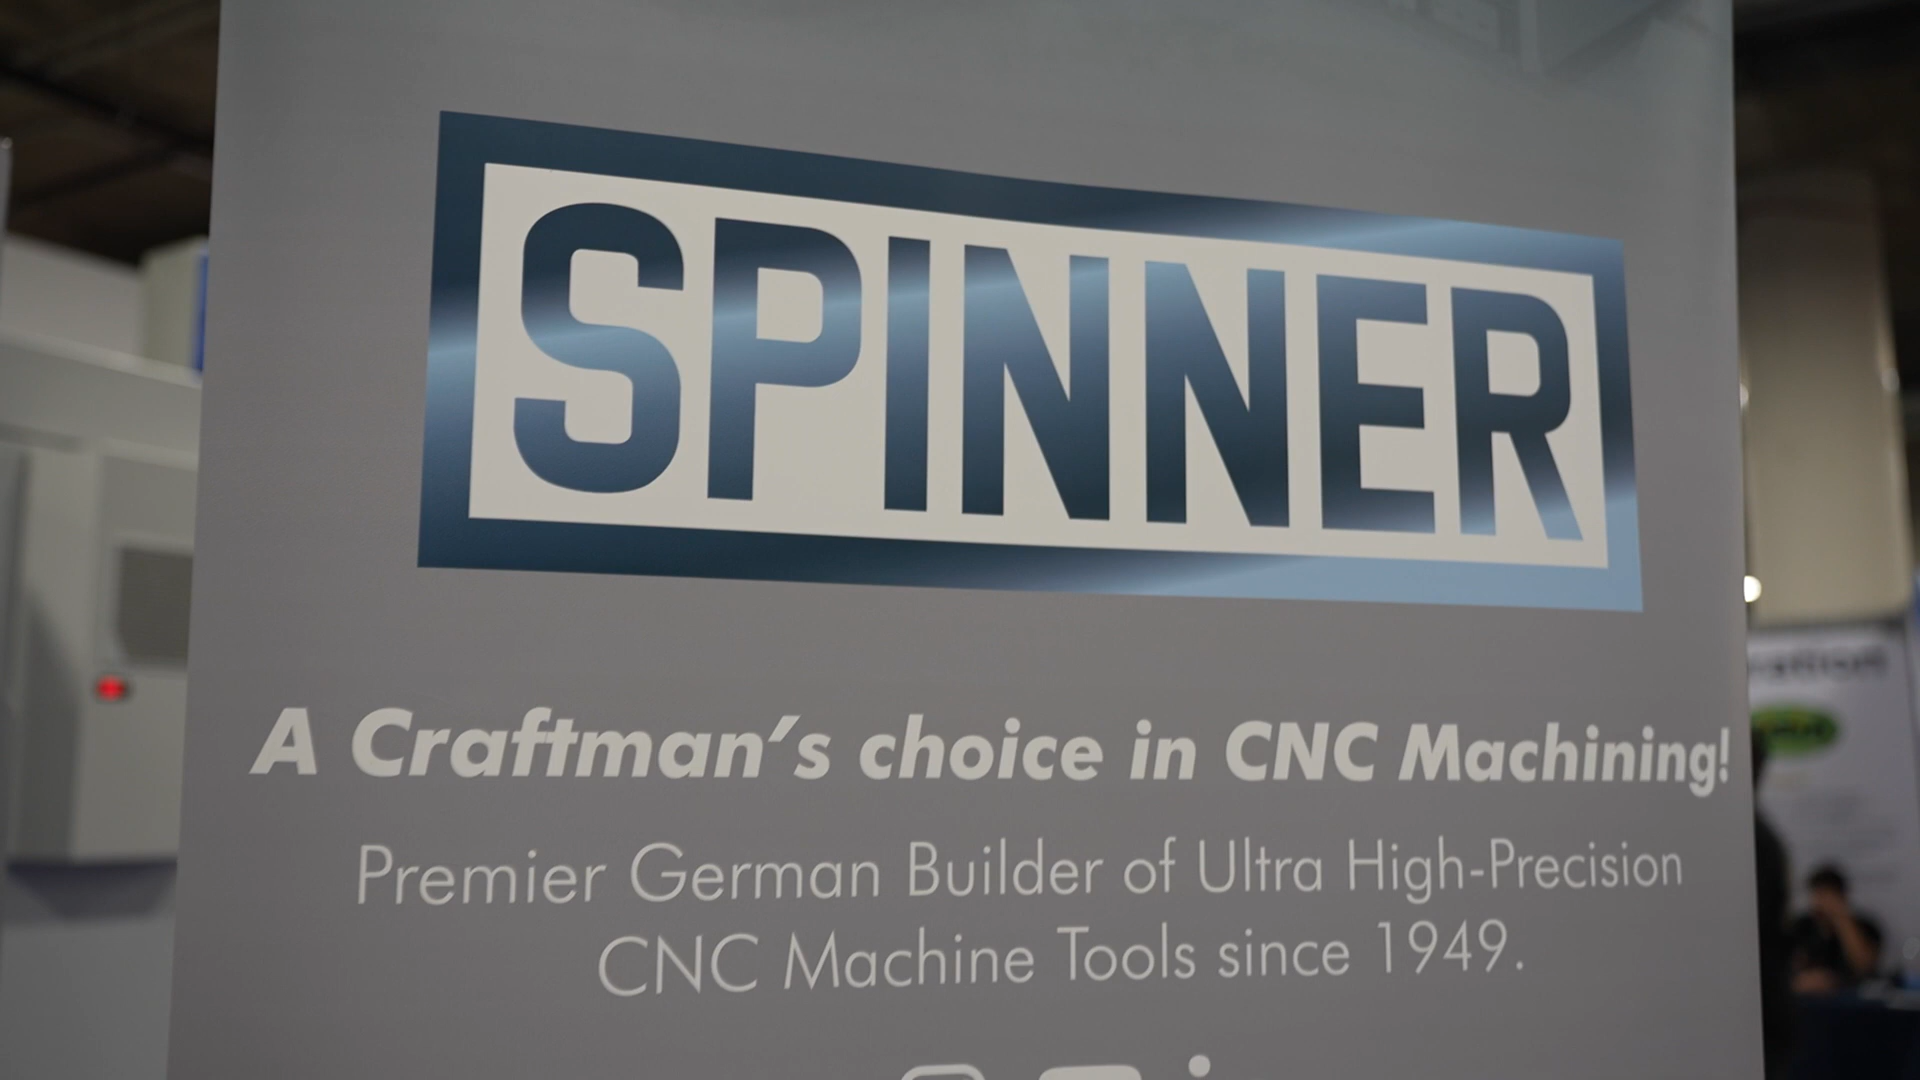 SPINNER
A Craftman's choice in CNC Machining!
Premier German Builder of Ultra High-Precision
CNC Machine Tools since 1949.